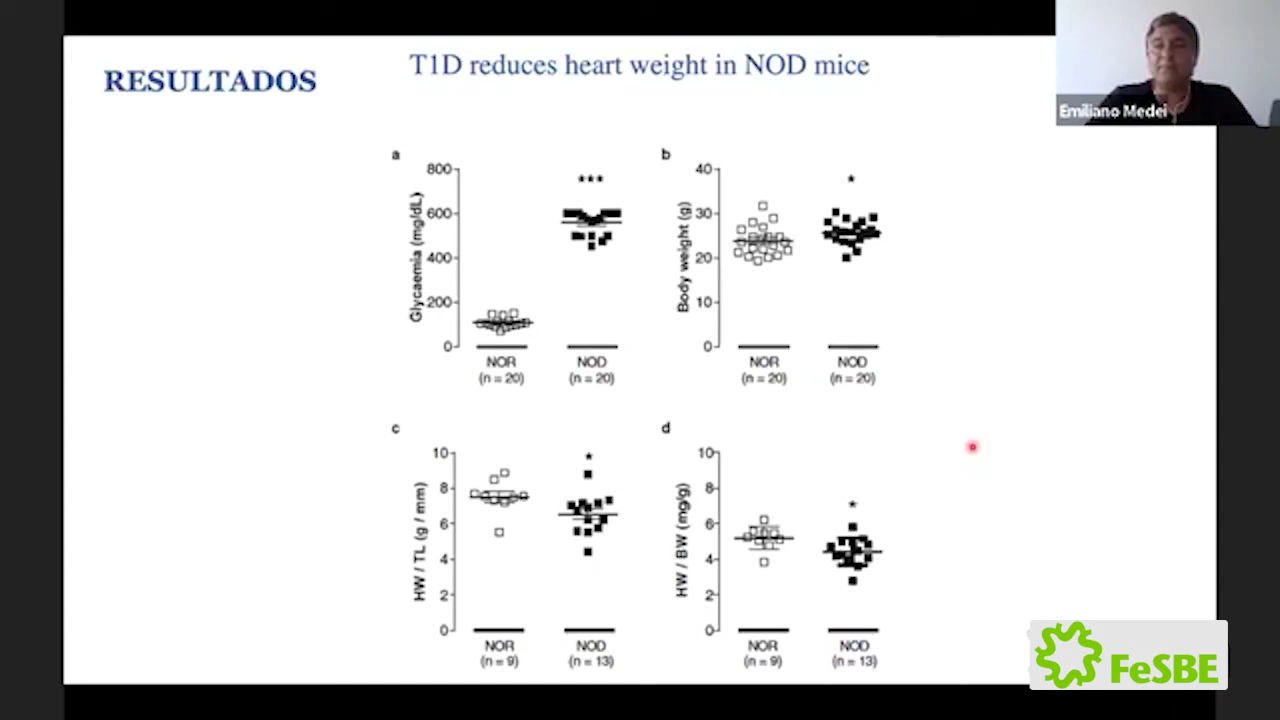 RESULTADOS
T1D reduces heart weight in NOD mice
Emiliano Medei
a
800
600
400
200
0
Glycaemia (mg/dL)
***
NOR
(n = 20)
NOD
(n = 20)
b
40
30
20
10
0
Body weight (g)
*
NOR
(n = 20)
NOD
(n = 20)
c
10
8
6
4
2
0
HW / TL (g / mm)
*
NOR
(n = 9)
NOD
(n = 13)
d
10
8
6
4
2
0
HW / BW (mg/g)
*
NOR
(n = 9)
NOD
(n = 13)
FeSBE